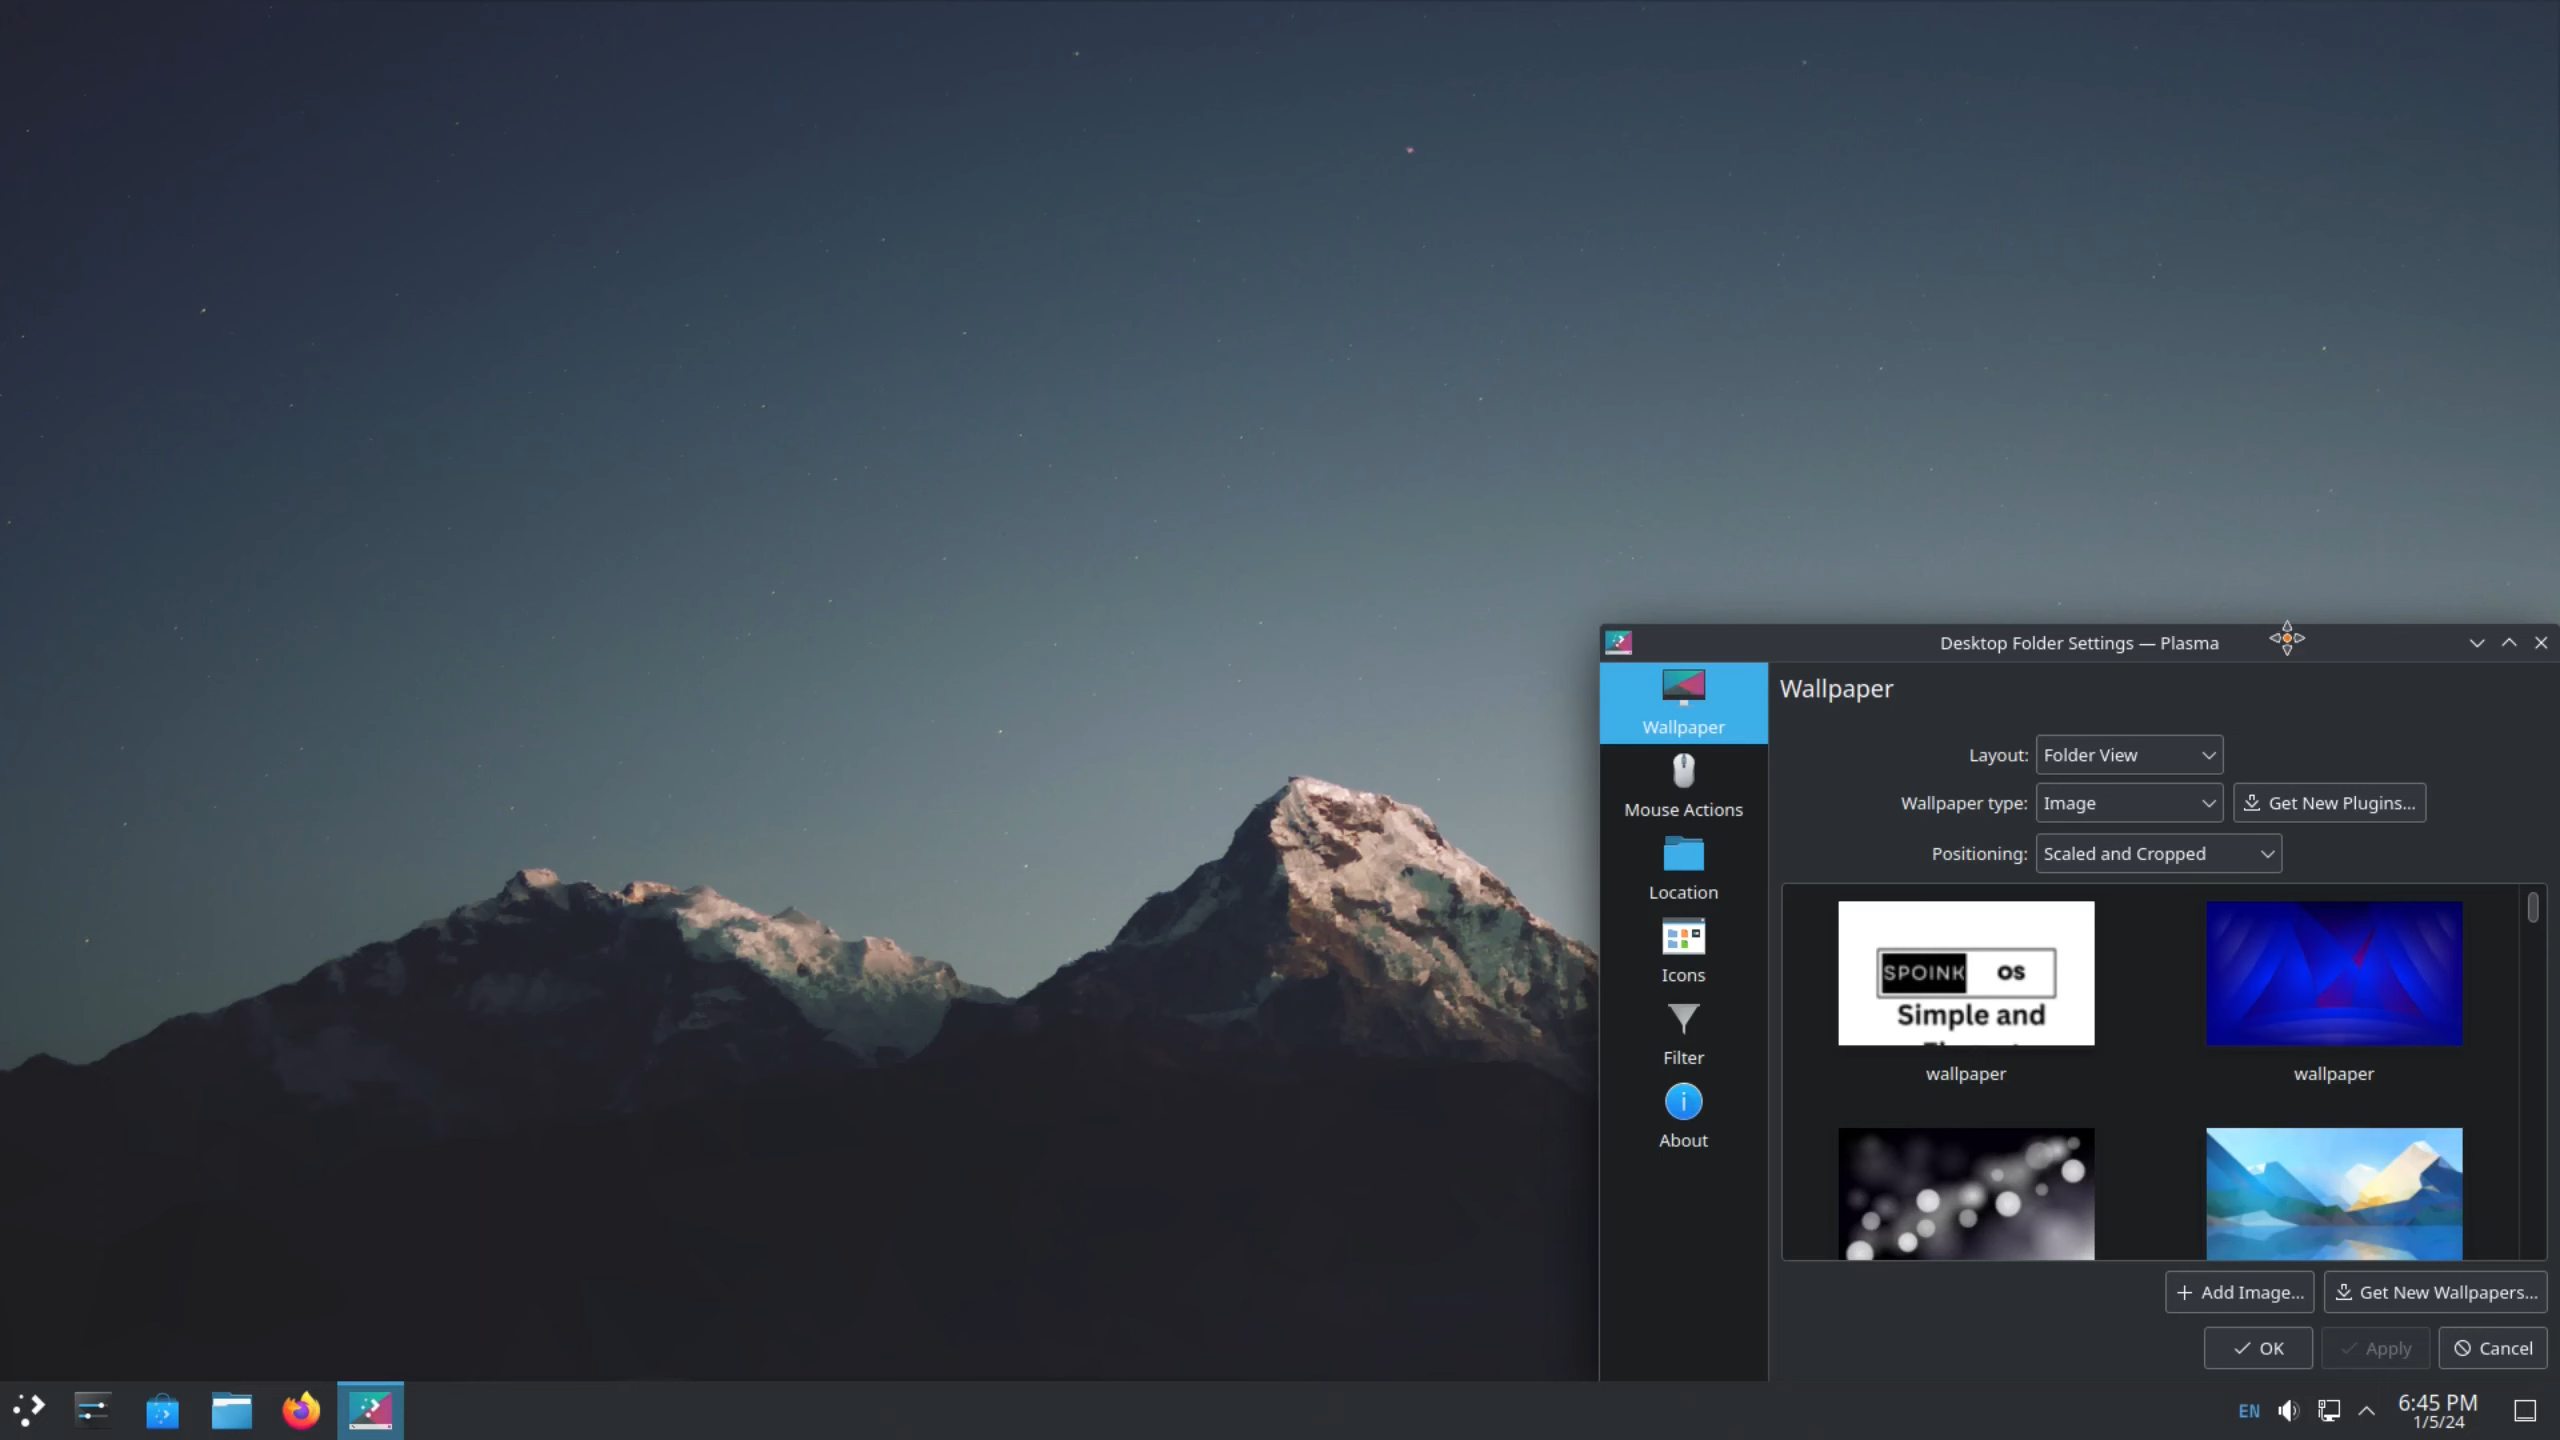 Desktop Folder Settings — Plasma
Wallpaper
Wallpaper
Mouse Actions
Location
Icons
Filter
About
Layout: Folder View
Wallpaper type: Image Get New Plugins...
Positioning: Scaled and Cropped
SPOINK OS
Simple and
wallpaper
wallpaper
Add Image...
Get New Wallpapers...
OK
Apply
Cancel
EN
6:45 PM
1/5/24